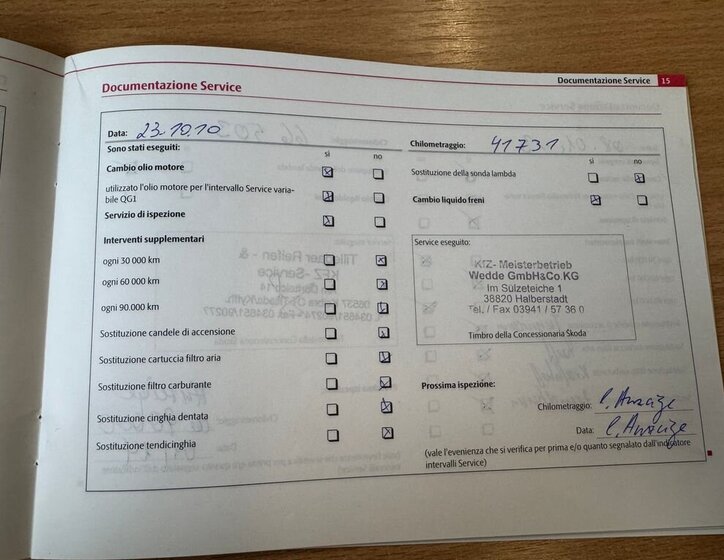 Documentazione Service 15
Documentazione Service
Data: 23.10.10
Chilometraggio: 41731
Sono stati eseguiti:
sì no
sì no
Cambio olio motore
utilizzato l'olio motore per l'intervallo Service varia-
bile QG1
Servizio di ispezione
Interventi supplementari
ogni 30 000 km
ogni 60 000 km
ogni 90.000 km
Sostituzione candele di accensione
Sostituzione cartuccia filtro aria
Sostituzione filtro carburante
Sostituzione cinghia dentata
Sostituzione tendicinghia
Sostituzione della sonda lambda
Cambio liquido freni
Service eseguito:
KfZ- Meisterbetrieb
Wedde GmbH&Co.KG
Im Sülzeteiche 1
38820 Halberstadt
Tel. / Fax 03941 / 57 36 0
Timbro della Concessionaria Škoda
Prossima ispezione:
Chilometraggio: l. Anzeige
Data: l. Anzeige
(vale l'evenienza che si verifica per prima e/o quanto segnalato dall'indicatore
intervalli Service)